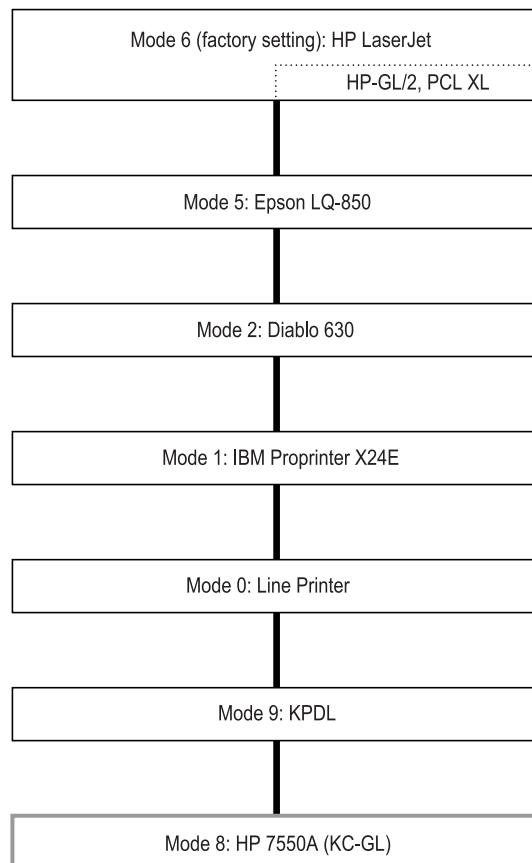 Mode 6 (factory setting): HP LaserJet
HP-GL/2, PCL XL
Mode 5: Epson LQ-850
Mode 2: Diablo 630
Mode 1: IBM Proprinter X24E
Mode 0: Line Printer
Mode 9: KPDL
Mode 8: HP 7550A (KC-GL)